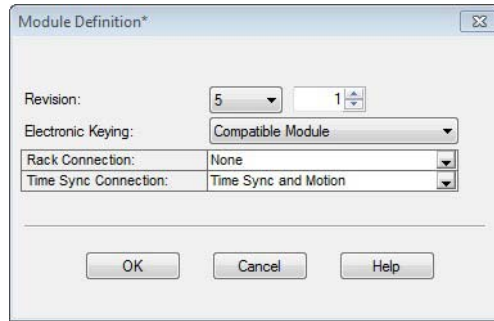 Module Definition*
Revision: 5 1
Electronic Keying: Compatible Module
Rack Connection: None
Time Sync Connection: Time Sync and Motion
OK Cancel Help